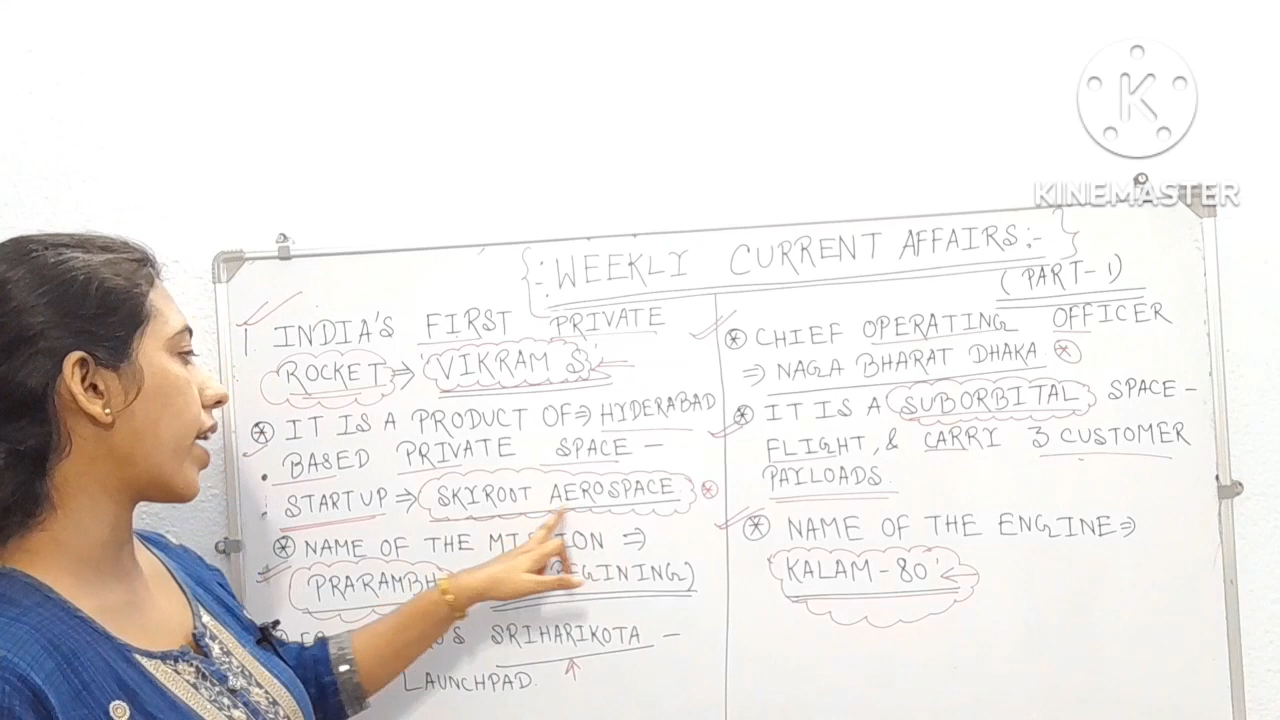 K
KINEMASTER
:WEEKLY CURRENT AFFAIRS:-
(PART-1)
1. INDIA'S FIRST PRIVATE
ROCKET⇒ 'VIKRAM S'
IT IS A PRODUCT OF⇒ HYDERABAD
BASED PRIVATE SPACE-
STARTUP⇒ SKYROOT AEROSPACE
NAME OF THE MISSION ⇒
PRARAMBH BEGINING)
SRIHARIKOTA -
LAUNCHPAD.
CHIEF OPERATING OFFICER
⇒ NAGA BHARAT DHAKA
IT IS A SUBORBITAL SPACE-
FLIGHT, & CARRY 3 CUSTOMER
PAYLOADS
NAME OF THE ENGINE⇒
'KALAM-80'